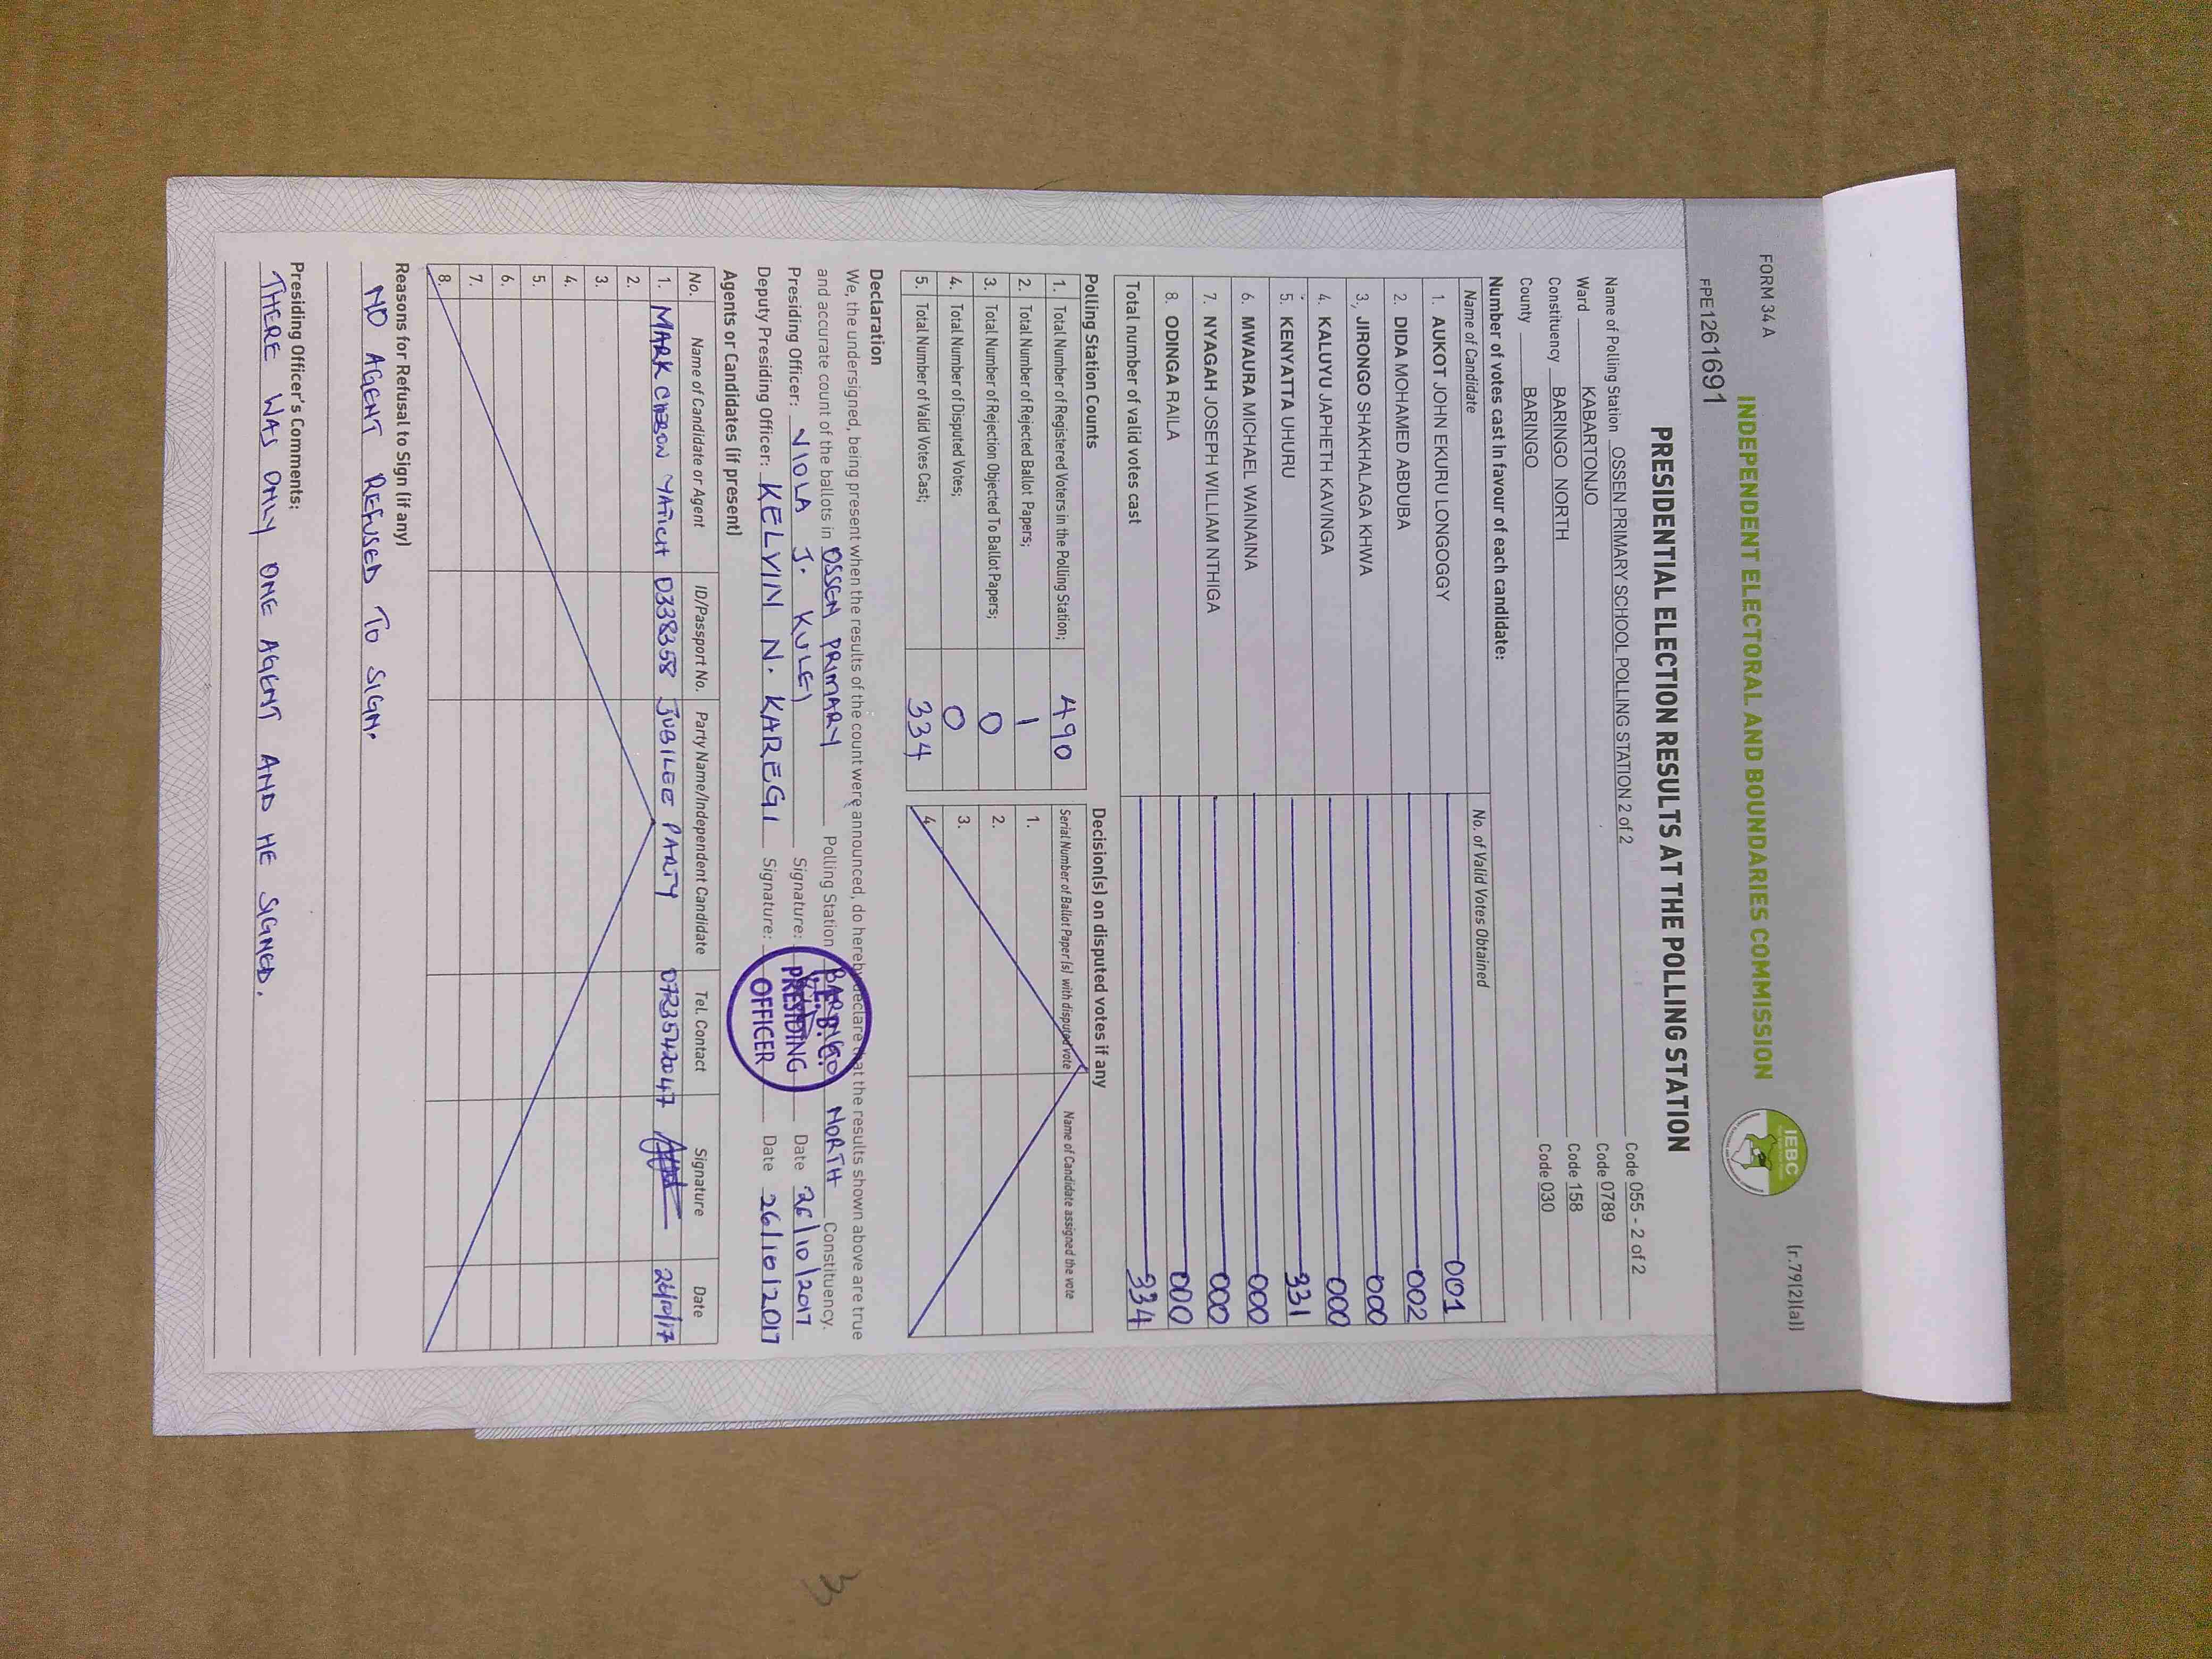 FORM 34 A
(r.79(2)(a))
INDEPENDENT ELECTORAL AND BOUNDARIES COMMISSION
IEBC
FPE1261691
PRESIDENTIAL ELECTION RESULTS AT THE POLLING STATION
Name of Polling Station OSSEN PRIMARY SCHOOL POLLING STATION 2 of 2 Code 055 - 2 of 2
Ward KABARTONJO Code 0789
Constituency BARINGO NORTH Code 158
County BARINGO Code 030
Number of votes cast in favour of each candidate:
Name of Candidate No. of Valid Votes Obtained
1. AUKOT JOHN EKURU LONGOGGY 001
2. DIDA MOHAMED ABDUBA 002
3, JIRONGO SHAKHALAGA KHWA 000
4. KALUYU JAPHETH KAVINGA 000
5. KENYATTA UHURU 331
6. MWAURA MICHAEL WAINAINA 000
7. NYAGAH JOSEPH WILLIAM NTHIGA 000
8. ODINGA RAILA 000
Total number of valid votes cast 334
Polling Station Counts
1. Total Number of Registered Voters in the Polling Station; 490
2. Total Number of Rejected Ballot Papers; 1
3. Total Number of Rejection Objected To Ballot Papers; 0
4. Total Number of Disputed Votes; 0
5. Total Number of Valid Votes Cast; 334
Decision(s) on disputed votes if any
Serial Number of Ballot Paper(s) with disputed vote Name of Candidate assigned the vote
1.
2.
3.
4.
Declaration
We, the undersigned, being present when the results of the count were announced, do hereby declare that the results shown above are true
and accurate count of the ballots in OSSEN PRIMARY Polling Station BARINGO NORTH Constituency.
Presiding Officer: VIOLA J. KULEI Signature: Date 26/10/2017
Deputy Presiding Officer: KELVIN N. KAREGI Signature: Date 26/10/2017
I.E.B.C.
PRESIDING
OFFICER
Agents or Candidates (if present)
No. Name of Candidate or Agent ID/Passport No. Party Name/Independent Candidate Tel. Contact Signature Date
1. MARK YATICH D338358 JUBILEE PARTY 26/10/17
2.
3.
4.
5.
6.
7.
8.
Reasons for Refusal to Sign (if any)
NO AGENT REFUSED TO SIGN.
Presiding Officer's Comments:
THERE WAS ONLY ONE AGENT AND HE SIGNED.
3